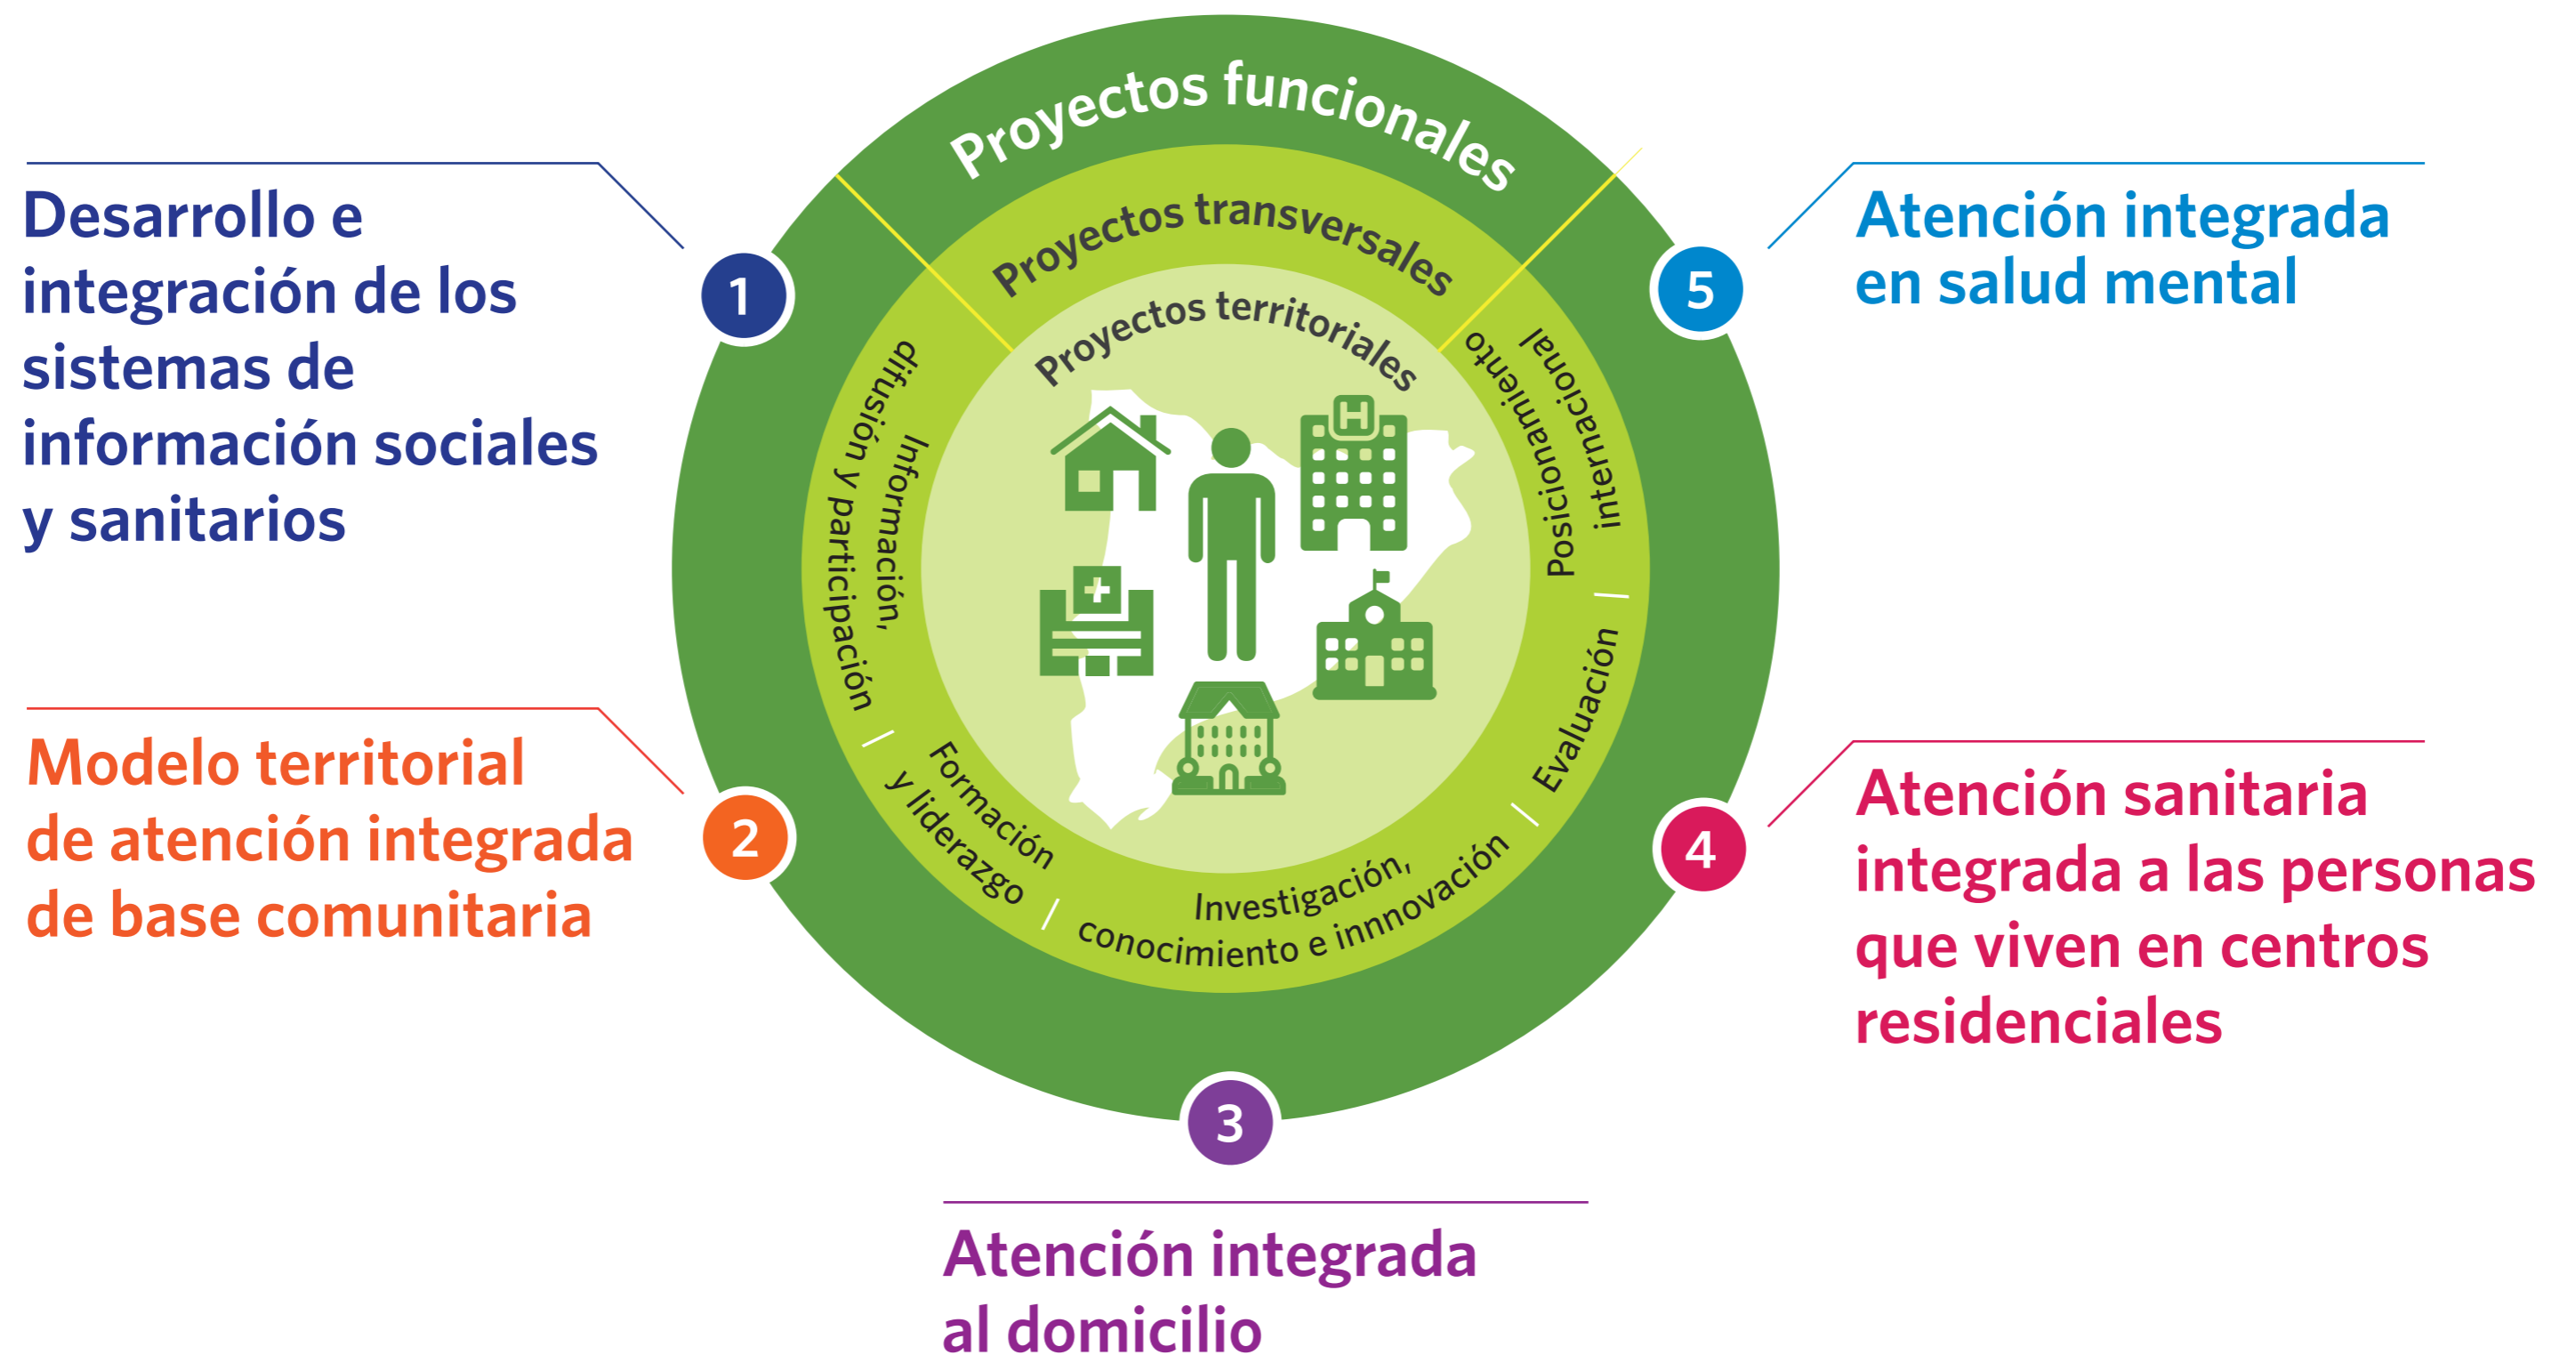 Proyectos funcionales
Proyectos transversales
Proyectos territoriales
Desarrollo e
integración de los
sistemas de
información sociales
y sanitarios
1
Modelo territorial
de atención integrada
de base comunitaria
2
Atención integrada
al domicilio
3
Atención sanitaria
integrada a las personas
que viven en centros
residenciales
4
Atención integrada
en salud mental
5
Información,
difusión y participación
Formación
y liderazgo
Investigación,
conocimiento e innnovación
Evaluación
Posicionamiento
internacional
H